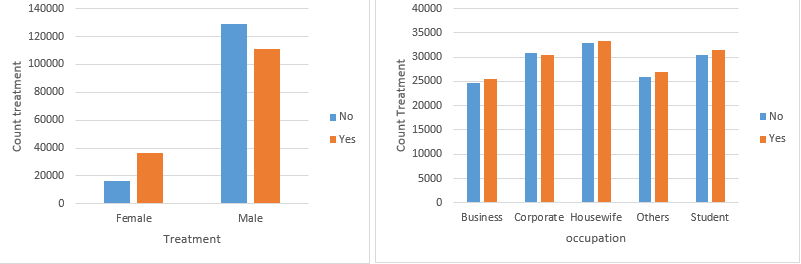 140000
120000
100000
80000
60000
40000
20000
0
Count treatment
Female Male
Treatment
No
Yes
40000
35000
30000
25000
20000
15000
10000
5000
0
Count Treatment
Business Corporate Housewife Others Student
occupation
No
Yes